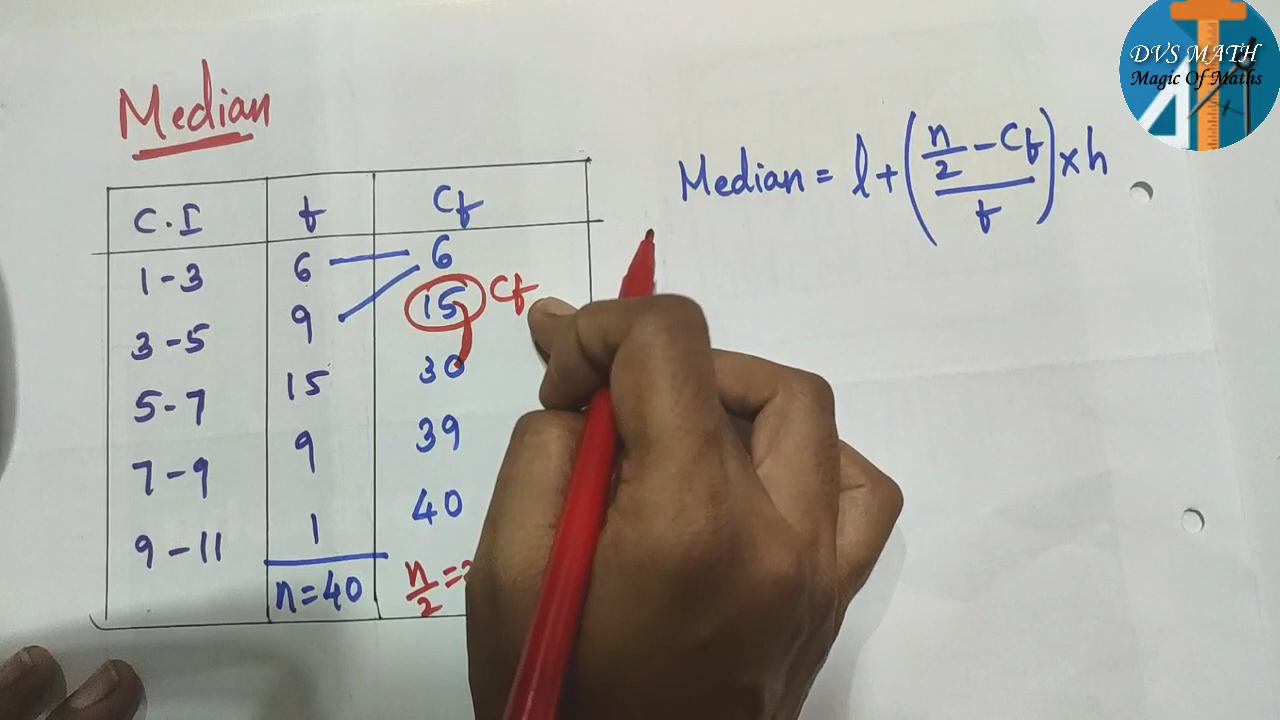 DVS MATH
Magic Of Maths
Median
Median = l + ( (n/2 - Cf) / f ) × h
C.I f Cf
1-3 6 6
3-5 9 15 Cf
5-7 15 30
7-9 9 39
9-11 1 40
n=40 n/2 =